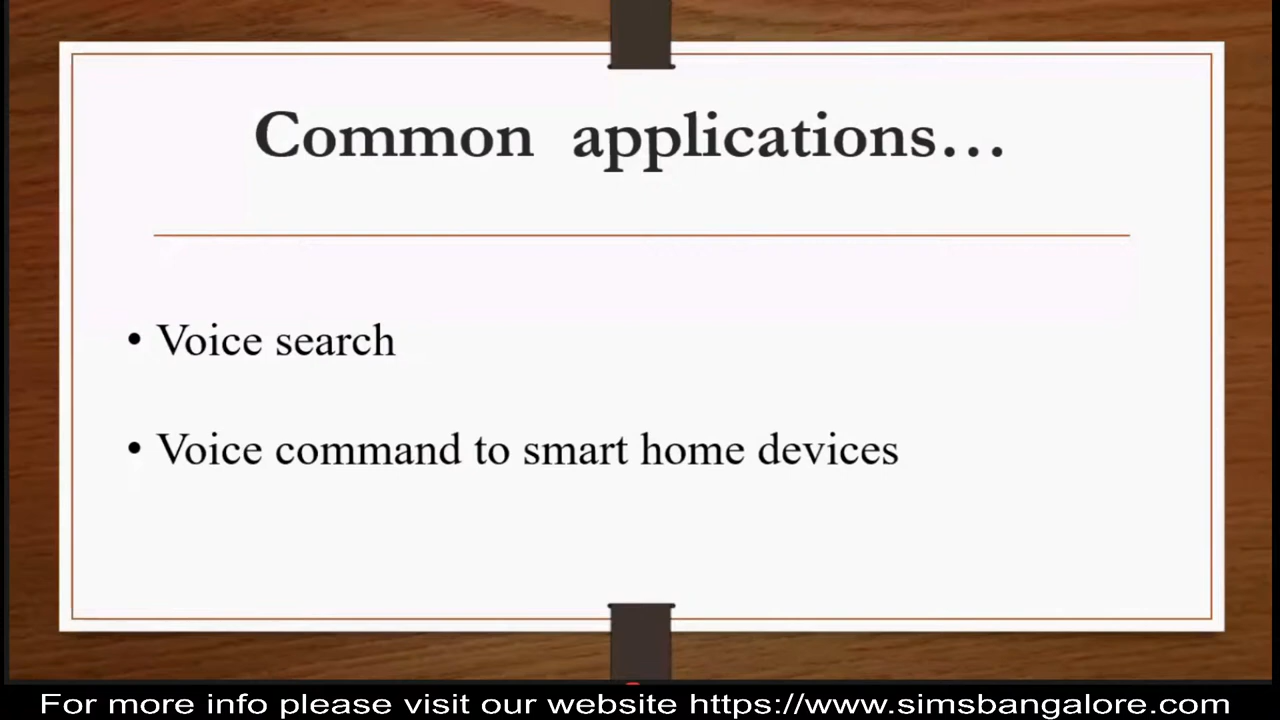 Common applications...
• Voice search
• Voice command to smart home devices
For more info please visit our website https://www.simsbangalore.com